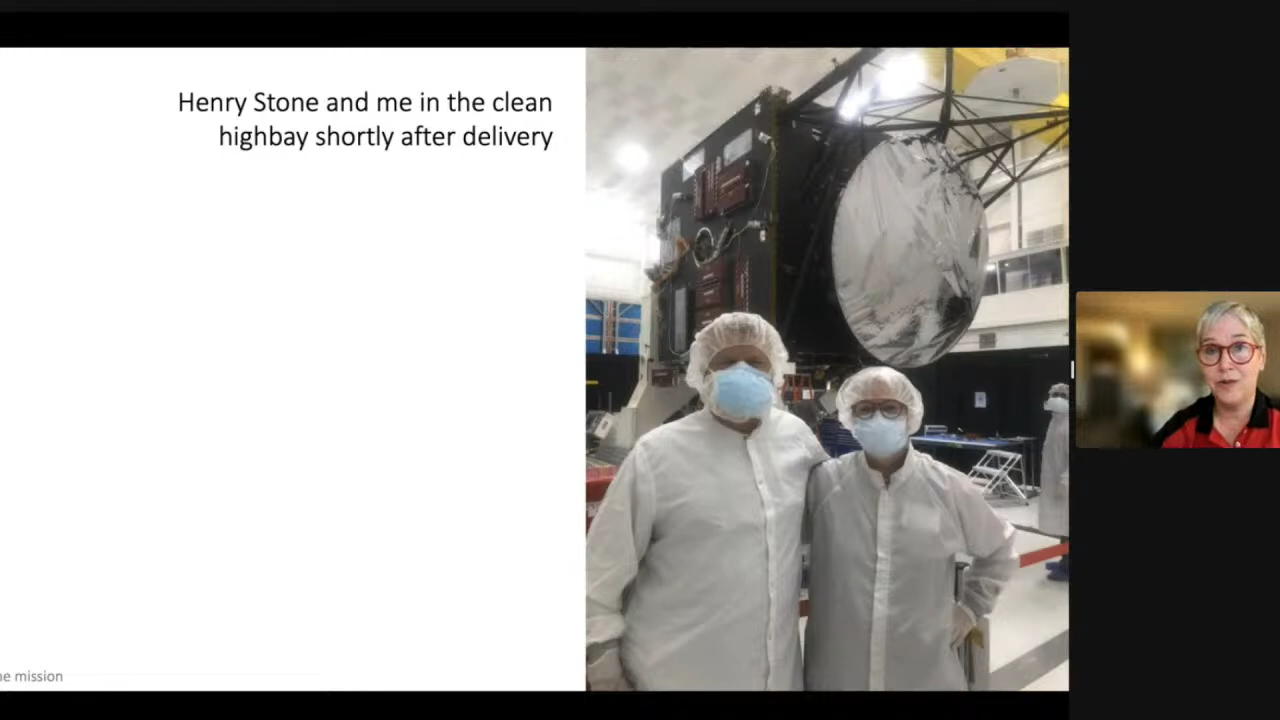 Henry Stone and me in the clean
highbay shortly after delivery
mission